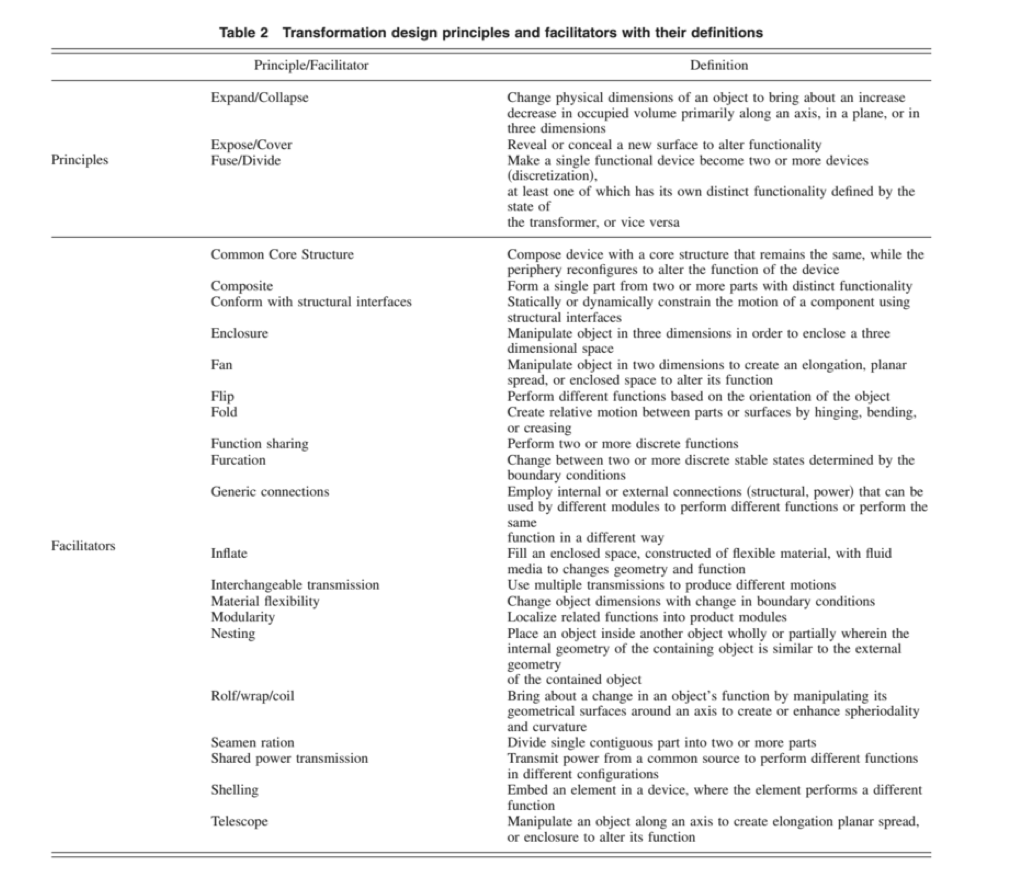 Table 2 Transformation design principles and facilitators with their definitions
Principle/Facilitator Definition
Expand/Collapse Change physical dimensions of an object to bring about an increase
decrease in occupied volume primarily along an axis, in a plane, or in
three dimensions
Expose/Cover Reveal or conceal a new surface to alter functionality
Principles Fuse/Divide Make a single functional device become two or more devices
(discretization),
at least one of which has its own distinct functionality defined by the
state of
the transformer, or vice versa
Common Core Structure Compose device with a core structure that remains the same, while the
periphery reconfigures to alter the function of the device
Composite Form a single part from two or more parts with distinct functionality
Conform with structural interfaces Statically or dynamically constrain the motion of a component using
structural interfaces
Enclosure Manipulate object in three dimensions in order to enclose a three
dimensional space
Fan Manipulate object in two dimensions to create an elongation, planar
spread, or enclosed space to alter its function
Flip Perform different functions based on the orientation of the object
Fold Create relative motion between parts or surfaces by hinging, bending,
or creasing
Function sharing Perform two or more discrete functions
Furcation Change between two or more discrete stable states determined by the
boundary conditions
Generic connections Employ internal or external connections (structural, power) that can be
used by different modules to perform different functions or perform the
same
function in a different way
Facilitators
Inflate Fill an enclosed space, constructed of flexible material, with fluid
media to changes geometry and function
Interchangeable transmission Use multiple transmissions to produce different motions
Material flexibility Change object dimensions with change in boundary conditions
Modularity Localize related functions into product modules
Nesting Place an object inside another object wholly or partially wherein the
internal geometry of the containing object is similar to the external
geometry
of the contained object
Rolf/wrap/coil Bring about a change in an object's function by manipulating its
geometrical surfaces around an axis to create or enhance spheriodality
and curvature
Seamen ration Divide single contiguous part into two or more parts
Shared power transmission Transmit power from a common source to perform different functions
in different configurations
Shelling Embed an element in a device, where the element performs a different
function
Telescope Manipulate an object along an axis to create elongation planar spread,
or enclosure to alter its function